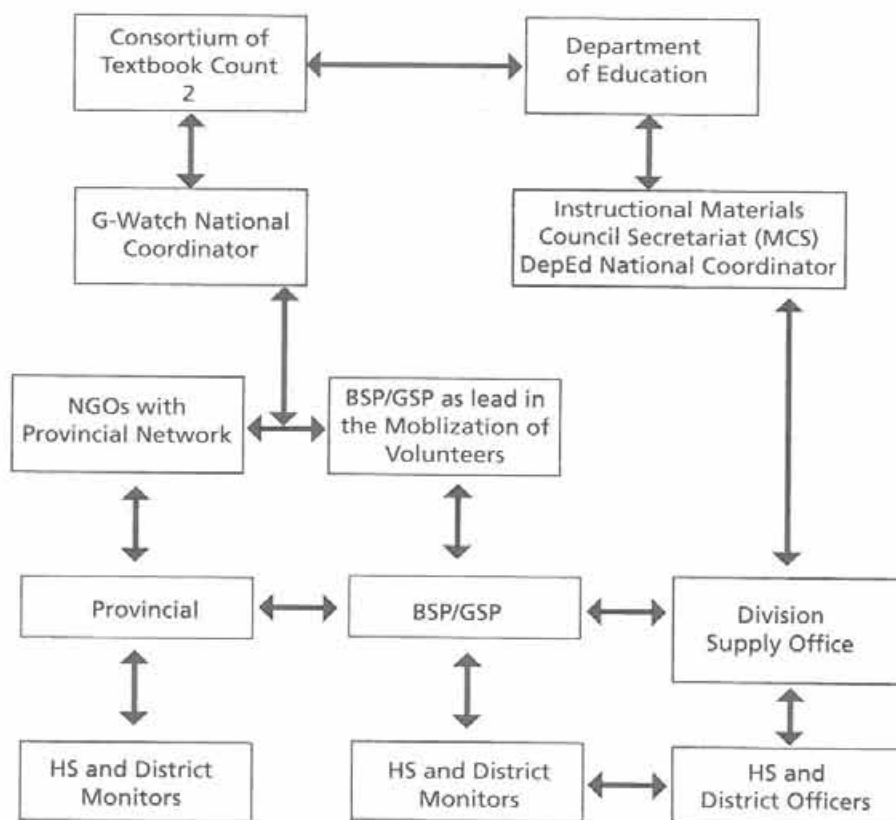 Consortium of
Textbook Count
2
Department
of Education
G-Watch National
Coordinator
Instructional Materials
Council Secretariat (MCS)
DepEd National Coordinator
NGOs with
Provincial Network
BSP/GSP as lead in
the Moblization of
Volunteers
Provincial
BSP/GSP
Division
Supply Office
HS and District
Monitors
HS and District
Monitors
HS and
District Officers